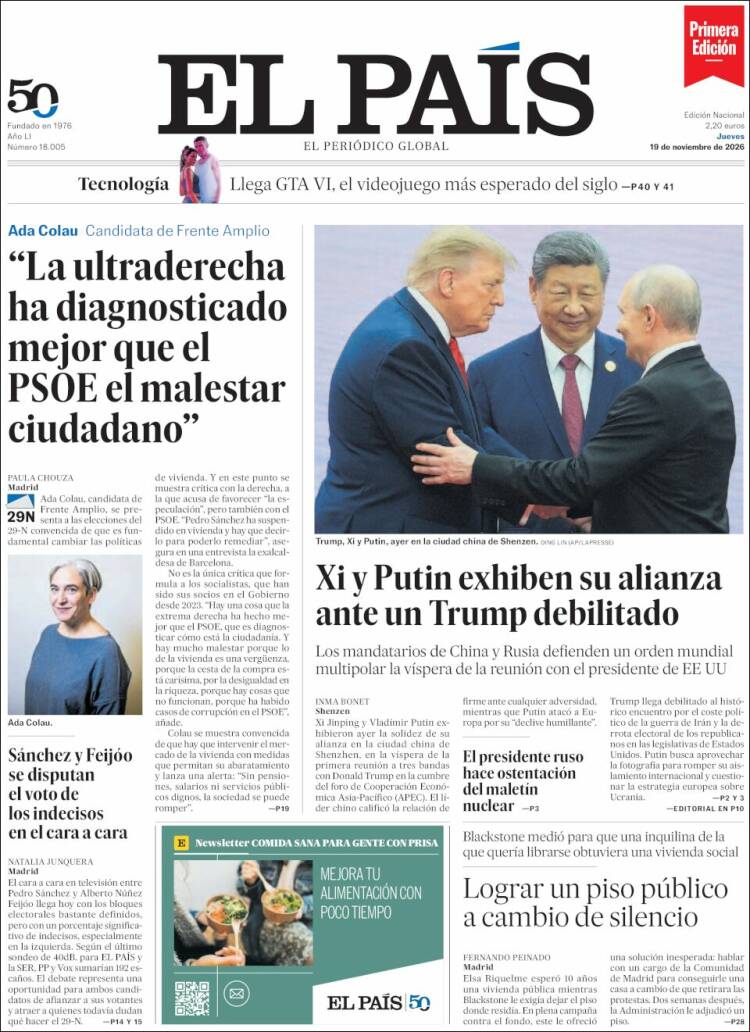 Primera
Edición
50
Fundado en 1976
Año LI
Número 18.005
EL PAÍS
EL PERIÓDICO GLOBAL
Edición Nacional
2,20 euros
Jueves
19 de noviembre de 2026
Tecnología
Llega GTA VI, el videojuego más esperado del siglo —P40 Y 41
Ada Colau Candidata de Frente Amplio
“La ultraderecha
ha diagnosticado
mejor que el
PSOE el malestar
ciudadano”
PAULA CHOUZA
Madrid
29N
Ada Colau, candidata de
Frente Amplio, se pre-
senta a las elecciones del
29-N convencida de que es fun-
damental cambiar las políticas
Ada Colau.
de vivienda. Y en este punto se
muestra crítica con la derecha, a
la que acusa de favorecer “la es-
peculación”, pero también con el
PSOE. “Pedro Sánchez ha suspen-
dido en vivienda y hay que decir-
lo para poderlo remediar”, ase-
gura en una entrevista la exalcal-
desa de Barcelona.
No es la única crítica que for-
mula a los socialistas, que han
sido sus socios en el Gobierno
desde 2023. “Hay una cosa que la
extrema derecha ha hecho me-
jor que el PSOE, que es diagnos-
ticar cómo está la ciudadanía. Y
hay mucho malestar porque lo
de la vivienda es una vergüenza,
porque la cesta de la compra está
carísima, por la desigualdad en
la riqueza, porque hay cosas que
no funcionan, porque ha habido
casos de corrupción en el PSOE”,
añade.
Colau se muestra convencida
de que hay que intervenir el mer-
cado de la vivienda con medidas
que permitan su abaratamiento
y lanza una alerta: “Sin pensio-
nes, salarios ni servicios públi-
cos dignos, la sociedad se puede
romper”. —P19
Trump, Xi y Putin, ayer en la ciudad china de Shenzen. DING LIN (AP/LAPRESSE)
Xi y Putin exhiben su alianza
ante un Trump debilitado
Los mandatarios de China y Rusia defienden un orden mundial
multipolar la víspera de la reunión con el presidente de EE UU
INMA BONET
Shenzen
Xi Jinping y Vladímir Putin ex-
hibieron ayer la solidez de su
alianza en la ciudad china de
Shenzhen, en la víspera de la
primera reunión a tres bandas
con Donald Trump en la cumbre
del foro de Cooperación Econó-
mica Asia-Pacífico (APEC). El lí-
der chino calificó la relación de
firme ante cualquier adversidad,
mientras que Putin atacó a Eu-
ropa por su “declive humillante”.
El presidente ruso
hace ostentación
del maletín
nuclear —P3
Trump llega debilitado al histó-
rico encuentro por el coste polí-
tico de la guerra de Irán y la de-
rrota electoral de los republica-
nos en las legislativas de Estados
Unidos. Putin busca aprovechar
la fotografía para romper su ais-
lamiento internacional y cuestio-
nar la estrategia europea sobre
Ucrania. —P2 Y 3
—EDITORIAL EN P10
Sánchez y Feijóo
se disputan
el voto de
los indecisos
en el cara a cara
NATALIA JUNQUERA
Madrid
El cara a cara en televisión entre
Pedro Sánchez y Alberto Núñez
Feijóo llega hoy con los bloques
electorales bastante definidos,
pero con un porcentaje significa-
tivo de indecisos, especialmente
en la izquierda. Según el último
sondeo de 40dB. para EL PAÍS y
la SER, PP y Vox sumarían 192 es-
caños. El debate representa una
oportunidad para ambos candi-
datos de afianzar a sus votantes
y atraer a quienes todavía dudan
qué hacer el 29-N. —P14 Y 15
E
Newsletter COMIDA SANA PARA GENTE CON PRISA
MEJORA TU
ALIMENTACIÓN CON
POCO TIEMPO
EL PAÍS 50
Blackstone medió para que una inquilina de la
que quería librarse obtuviera una vivienda social
Lograr un piso público
a cambio de silencio
FERNANDO PEINADO
Madrid
Elsa Riquelme esperó 10 años
una vivienda pública mientras
Blackstone le exigía dejar el piso
donde residía. En plena campaña
contra el fondo, este le ofreció
una solución inesperada: hablar
con un cargo de la Comunidad
de Madrid para conseguirle una
casa a cambio de que retirara las
protestas. Dos semanas después,
la Administración le adjudicó un
piso. —P28